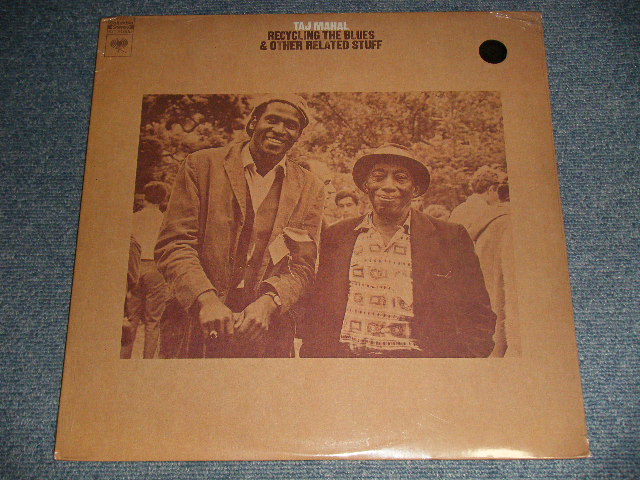 TAJ MAHAL
RECYCLING THE BLUES
& OTHER RELATED STUFF